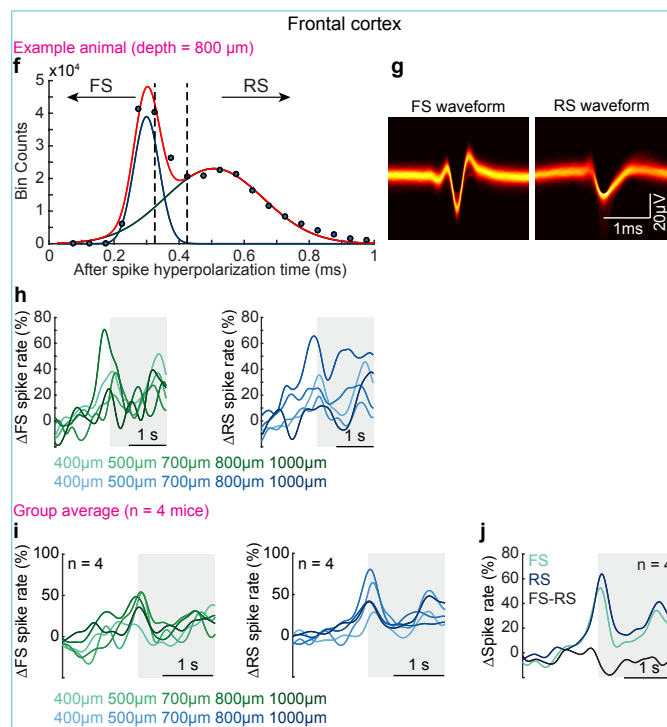 Frontal cortex
Example animal (depth = 800 µm)
f
5 ×10⁴
FS
RS
4
3
2
1
0
Bin Counts
0
0.2
0.4
0.6
0.8
1
After spike hyperpolarization time (ms)
g
FS waveform
RS waveform
1ms
20µV
h
80
60
40
20
0
ΔFS spike rate (%)
1 s
80
60
40
20
0
ΔRS spike rate (%)
1 s
400µm 500µm 700µm 800µm 1000µm
400µm 500µm 700µm 800µm 1000µm
Group average (n = 4 mice)
i
100
50
0
ΔFS spike rate (%)
n = 4
1 s
100
50
0
ΔRS spike rate (%)
n = 4
1 s
400µm 500µm 700µm 800µm 1000µm
400µm 500µm 700µm 800µm 1000µm
j
80
60
40
20
0
-20
ΔSpike rate (%)
FS
RS
FS-RS
n = 4
1 s